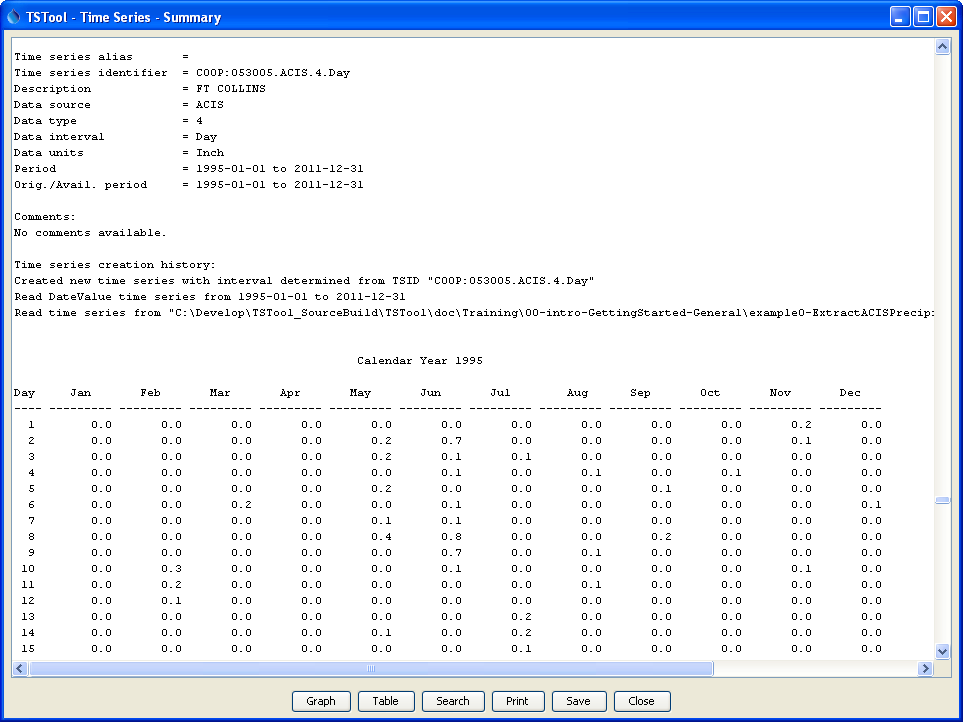 TSTool - Time Series - Summary
Time series alias       =
Time series identifier  = COOP:053005.ACIS.4.Day
Description             = FT COLLINS
Data source             = ACIS
Data type               = 4
Data interval           = Day
Data units              = Inch
Period                  = 1995-01-01 to 2011-12-31
Orig./Avail. period     = 1995-01-01 to 2011-12-31
Comments:
No comments available.
Time series creation history:
Created new time series with interval determined from TSID "COOP:053005.ACIS.4.Day"
Read DateValue time series from 1995-01-01 to 2011-12-31
Read time series from "C:\Develop\TSTool_SourceBuild\TSTool\doc\Training\00-intro-GettingStarted-General\example0-ExtractACISPrecip
Calendar Year 1995
Day Jan Feb Mar Apr May Jun Jul Aug Sep Oct Nov Dec
---- --------- --------- --------- --------- --------- --------- --------- --------- --------- --------- --------- ---------
1 0.0 0.0 0.0 0.0 0.0 0.0 0.0 0.0 0.0 0.0 0.2 0.0
2 0.0 0.0 0.0 0.0 0.2 0.7 0.0 0.0 0.0 0.0 0.1 0.0
3 0.0 0.0 0.0 0.0 0.2 0.1 0.1 0.0 0.0 0.0 0.0 0.0
4 0.0 0.0 0.0 0.0 0.0 0.1 0.0 0.1 0.0 0.1 0.0 0.0
5 0.0 0.0 0.0 0.0 0.2 0.0 0.0 0.0 0.1 0.0 0.0 0.0
6 0.0 0.0 0.2 0.0 0.0 0.1 0.0 0.0 0.0 0.0 0.0 0.1
7 0.0 0.0 0.0 0.0 0.1 0.1 0.0 0.0 0.0 0.0 0.0 0.0
8 0.0 0.0 0.0 0.0 0.4 0.8 0.0 0.0 0.2 0.0 0.0 0.0
9 0.0 0.0 0.0 0.0 0.0 0.7 0.0 0.1 0.0 0.0 0.0 0.0
10 0.0 0.3 0.0 0.0 0.0 0.1 0.0 0.0 0.0 0.0 0.1 0.0
11 0.0 0.2 0.0 0.0 0.0 0.0 0.0 0.1 0.0 0.0 0.0 0.0
12 0.0 0.1 0.0 0.0 0.0 0.0 0.0 0.0 0.0 0.0 0.0 0.0
13 0.0 0.0 0.0 0.0 0.0 0.0 0.2 0.0 0.0 0.0 0.0 0.0
14 0.0 0.0 0.0 0.0 0.1 0.0 0.2 0.0 0.0 0.0 0.0 0.0
15 0.0 0.0 0.0 0.0 0.0 0.0 0.1 0.0 0.0 0.0 0.0 0.0
Graph Table Search Print Save Close